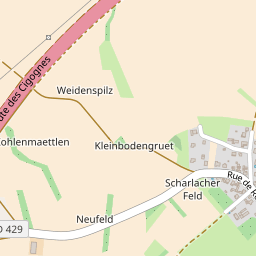 ute des Cigognes
Weidenspilz
ohlenmaettlen
Kleinbodengruet
Scharlacher
Feld
Rue de R
Neufeld
D 429